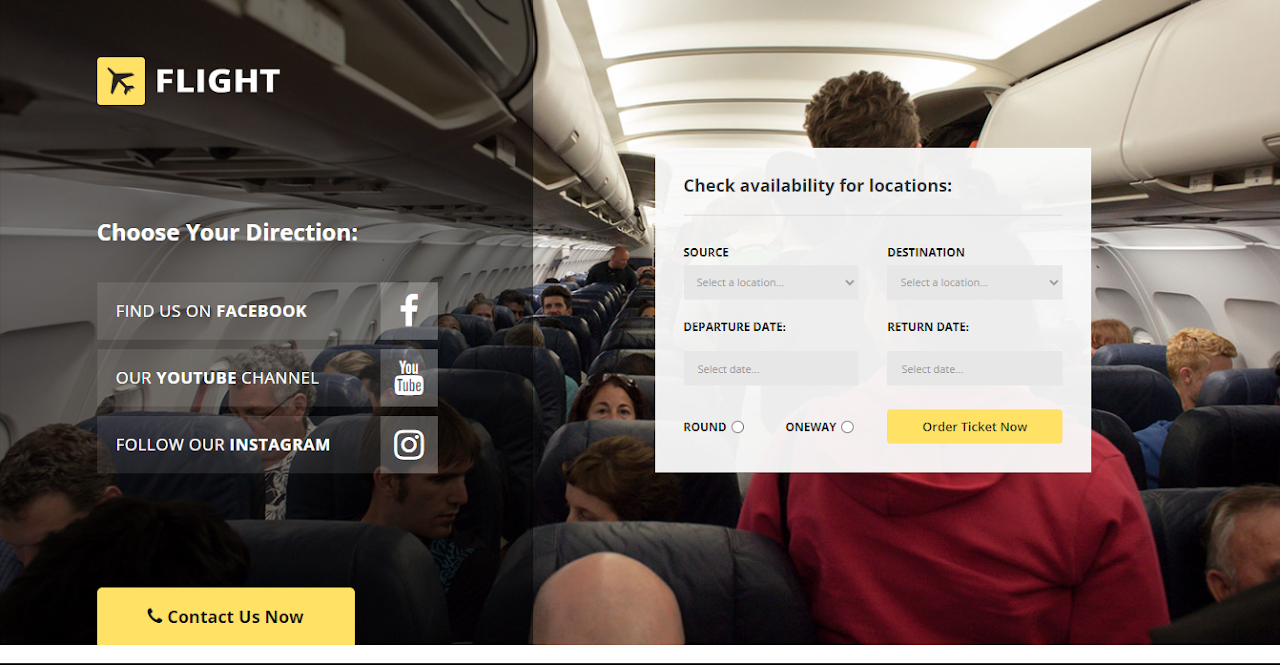 FLIGHT
Choose Your Direction:
FIND US ON FACEBOOK
OUR YOUTUBE CHANNEL
You
Tube
FOLLOW OUR INSTAGRAM
Contact Us Now
Check availability for locations:
SOURCE
DESTINATION
Select a location...
Select a location...
DEPARTURE DATE:
RETURN DATE:
Select date...
Select date...
ROUND
ONEWAY
Order Ticket Now